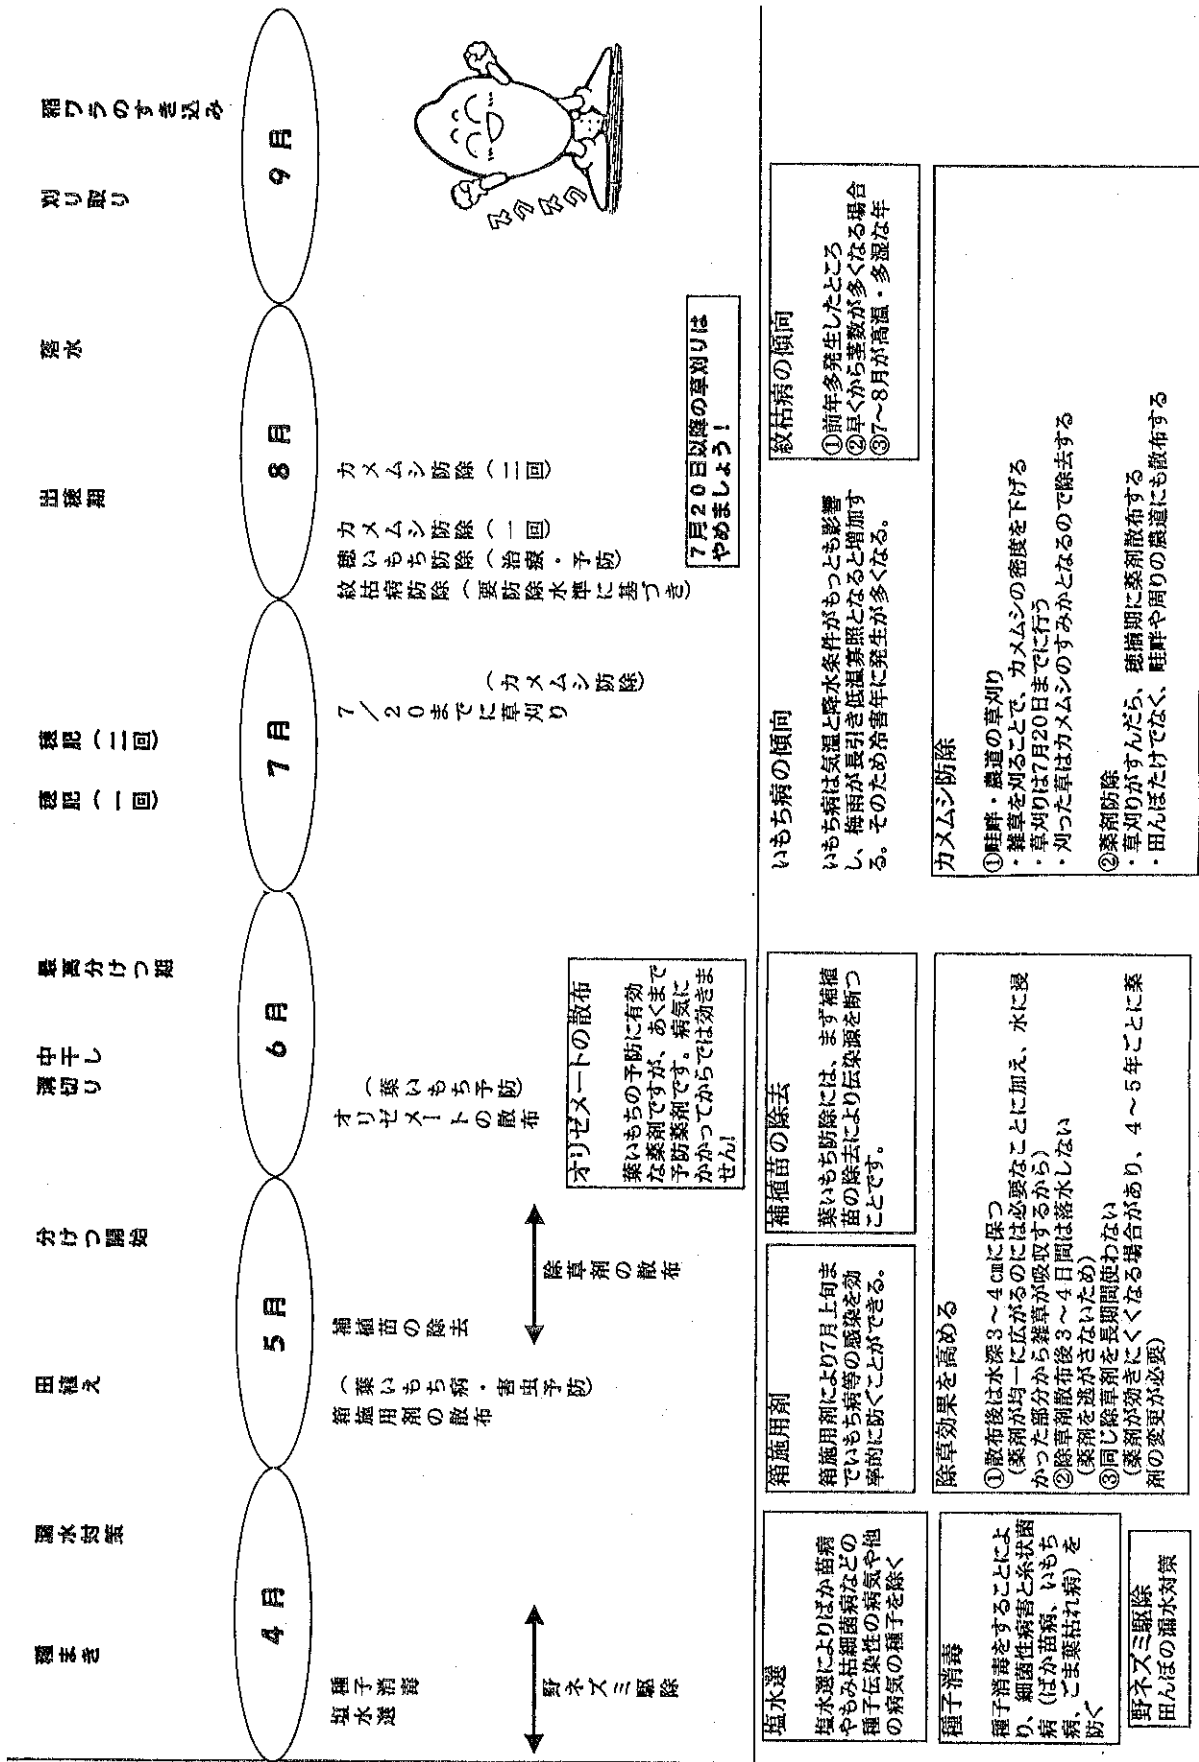 種まき
漏水対策
田植え
分けつ開始
溝切り
中干し
最高分けつ期
穂肥（一回）
穂肥（二回）
出穂期
落水
刈り取り
稲ワラのすき込み
4月
5月
6月
7月
8月
9月
塩水選
種子消毒
野ネズミ駆除
箱施用剤の散布
（葉いもち病・害虫予防）
補植苗の除去
除草剤の散布
オリゼメートの散布
（葉いもち予防）
7／20までに草刈り
（カメムシ防除）
紋枯病防除（要防除水準に基づき）
穂いもち防除（治療・予防）
カメムシ防除（一回）
カメムシ防除（二回）
スクスク
オリゼメートの散布
葉いもちの予防に有効
な薬剤ですが、あくまで
予防薬剤です。病気に
かかってからでは効きま
せん!
7月20日以降の草刈りは
やめましょう！
塩水選
塩水選によりばか苗病
やもみ枯細菌病などの
種子伝染性の病気や他
の病気の種子を除く
種子消毒
種子消毒をすることによ
り、細菌性病害と糸状菌
病（ばか苗病、いもち
病、ごま葉枯れ病）を
防ぐ
野ネズミ駆除
田んぼの漏水対策
箱施用剤
箱施用剤により7月上旬ま
でいもち病等の感染を効
率的に防ぐことができる。
補植苗の除去
葉いもち防除には、まず補植
苗の除去により伝染源を断つ
ことです。
除草効果を高める
①散布後は水深3～4㎝に保つ
（薬剤が均一に広がるのには必要なことに加え、水に浸
かった部分から雑草が吸収するから）
②除草剤散布後3～4日間は落水しない
（薬剤を逃がさないため）
③同じ除草剤を長期間使わない
（薬剤が効きにくくなる場合があり、4～5年ごとに薬
剤の変更が必要）
いもち病の傾向
いもち病は気温と降水条件がもっとも影響
し、梅雨が長引き低温寡照となると増加す
る。そのため冷害年に発生が多くなる。
紋枯病の傾向
①前年多発生したところ
②早くから茎数が多くなる場合
③7～8月が高温・多湿な年
カメムシ防除
①畦畔・農道の草刈り
・雑草を刈ることで、カメムシの密度を下げる
・草刈りは7月20日までに行う
・刈った草はカメムシのすみかとなるので除去する
②薬剤防除
・草刈りがすんだら、穂揃期に薬剤散布する
・田んぼだけでなく、畦畔や周りの農道にも散布する